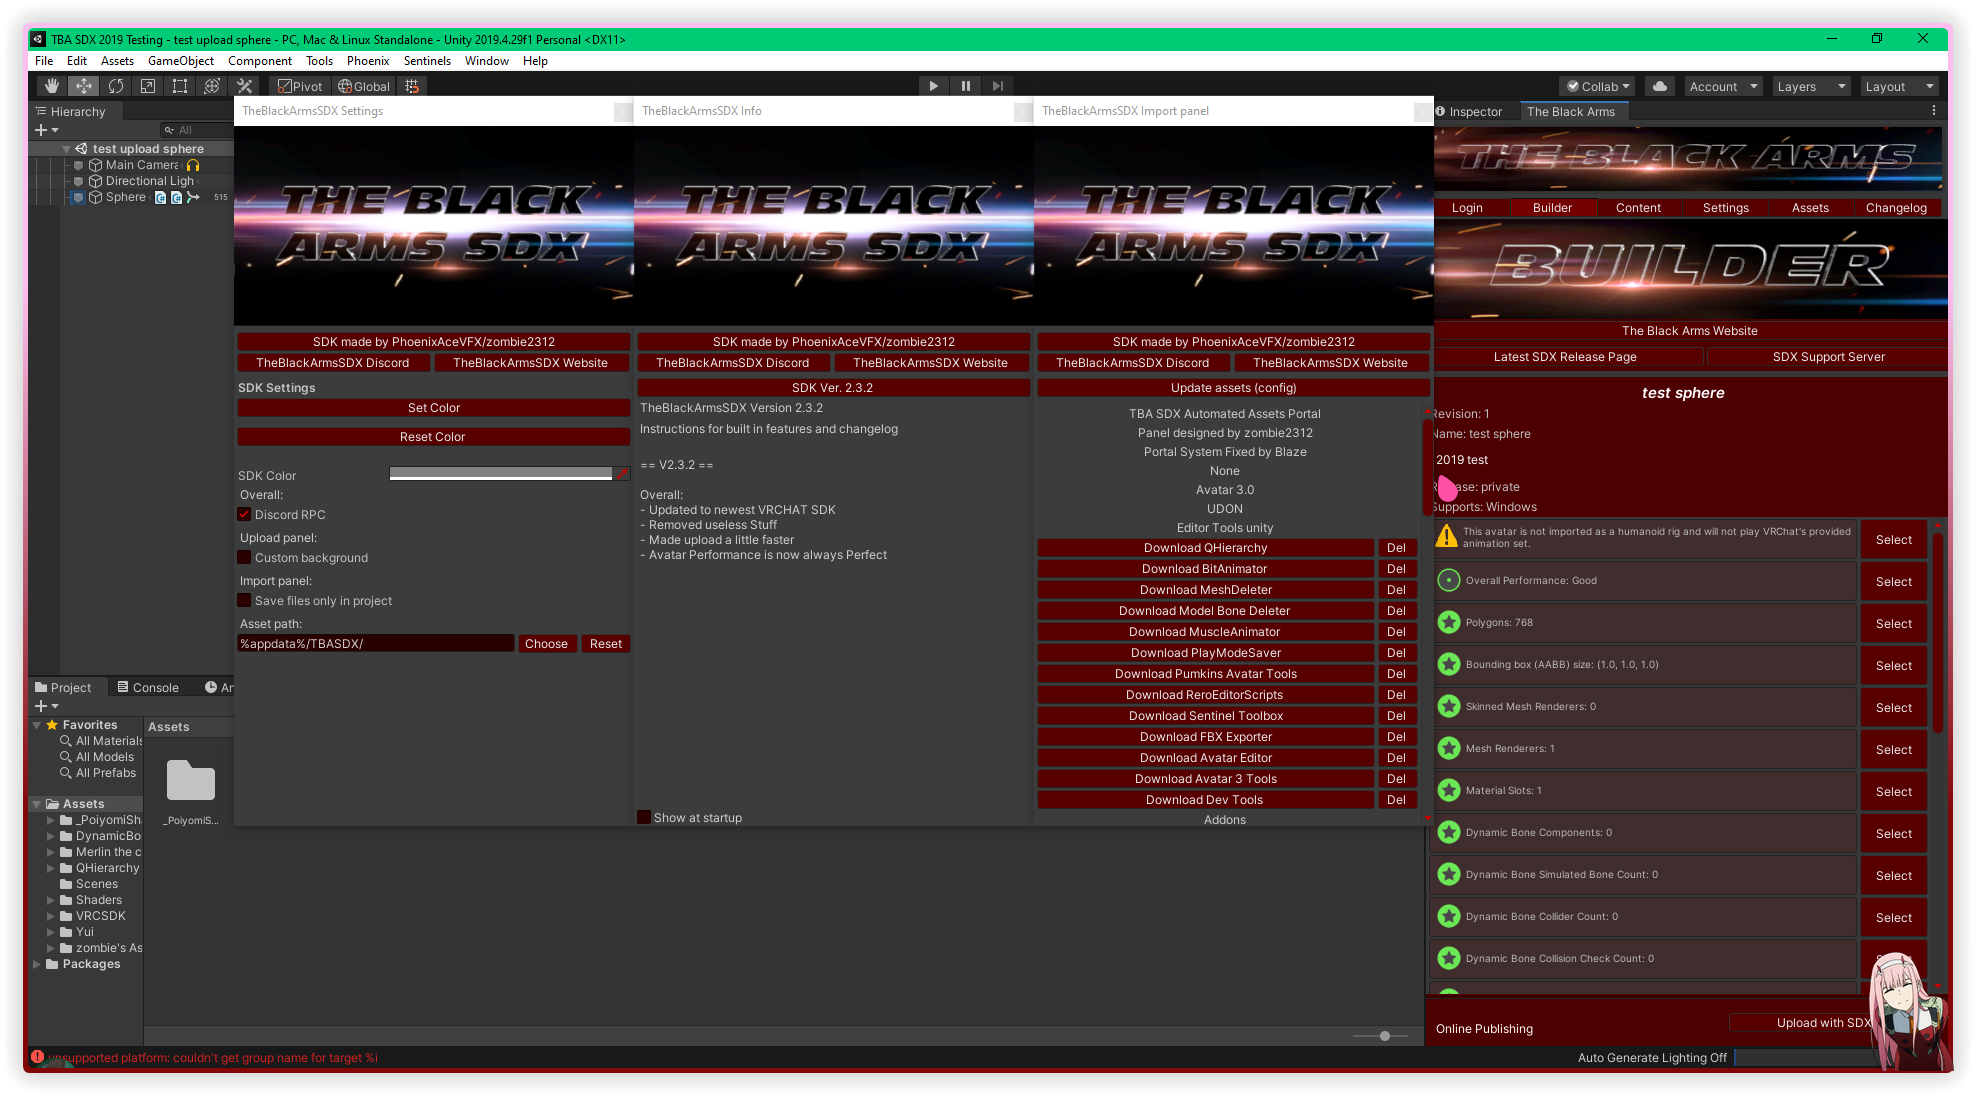 TBA SDX 2019 Testing - test upload sphere - PC, Mac & Linux Standalone - Unity 2019.4.29f1 Personal <DX11>
File Edit Assets GameObject Component Tools Phoenix Sentinels Window Help
Pivot Global Collab Account Layers Layout
Hierarchy
All
test upload sphere
Main Camera
Directional Ligh
Sphere 515
TheBlackArmsSDX Settings
THE BLACK
ARMS SDX
SDK made by PhoenixAceVFX/zombie2312
TheBlackArmsSDX Discord TheBlackArmsSDX Website
SDK Settings
Set Color
Reset Color
SDK Color
Overall:
Discord RPC
Upload panel:
Custom background
Import panel:
Save files only in project
Asset path:
%appdata%/TBASDX/ Choose Reset
TheBlackArmsSDX Info
THE BLACK
ARMS SDX
SDK made by PhoenixAceVFX/zombie2312
TheBlackArmsSDX Discord TheBlackArmsSDX Website
SDK Ver. 2.3.2
TheBlackArmsSDX Version 2.3.2
Instructions for built in features and changelog
== V2.3.2 ==
Overall:
- Updated to newest VRCHAT SDK
- Removed useless Stuff
- Made upload a little faster
- Avatar Performance is now always Perfect
Show at startup
TheBlackArmsSDX Import panel
THE BLACK
ARMS SDX
SDK made by PhoenixAceVFX/zombie2312
TheBlackArmsSDX Discord TheBlackArmsSDX Website
Update assets (config)
TBA SDX Automated Assets Portal
Panel designed by zombie2312
Portal System Fixed by Blaze
None
Avatar 3.0
UDON
Editor Tools unity
Download QHierarchy Del
Download BitAnimator Del
Download MeshDeleter Del
Download Model Bone Deleter Del
Download MuscleAnimator Del
Download PlayModeSaver Del
Download Pumkins Avatar Tools Del
Download ReroEditorScripts Del
Download Sentinel Toolbox Del
Download FBX Exporter Del
Download Avatar Editor Del
Download Avatar 3 Tools Del
Download Dev Tools Del
Addons
Inspector The Black Arms
THE BLACK ARMS
Login Builder Content Settings Assets Changelog
BUILDER
The Black Arms Website
Latest SDX Release Page SDX Support Server
test sphere
Revision: 1
Name: test sphere
2019 test
ase: private
Supports: Windows
This avatar is not imported as a humanoid rig and will not play VRChat's provided
animation set.
Select
Overall Performance: Good Select
Polygons: 768 Select
Bounding box (AABB) size: (1.0, 1.0, 1.0) Select
Skinned Mesh Renderers: 0 Select
Mesh Renderers: 1 Select
Material Slots: 1 Select
Dynamic Bone Components: 0 Select
Dynamic Bone Simulated Bone Count: 0 Select
Dynamic Bone Collider Count: 0 Select
Dynamic Bone Collision Check Count: 0
Online Publishing Upload with SDX
Project Console An
Favorites
All Materials
All Models
All Prefabs
Assets
_PoiyomiSha
DynamicBo
Merlin the c
QHierarchy
Scenes
Shaders
VRCSDK
Yui
zombie's As
Packages
Assets
_PoiyomiS...
unsupported platform: couldn't get group name for target %i
Auto Generate Lighting Off